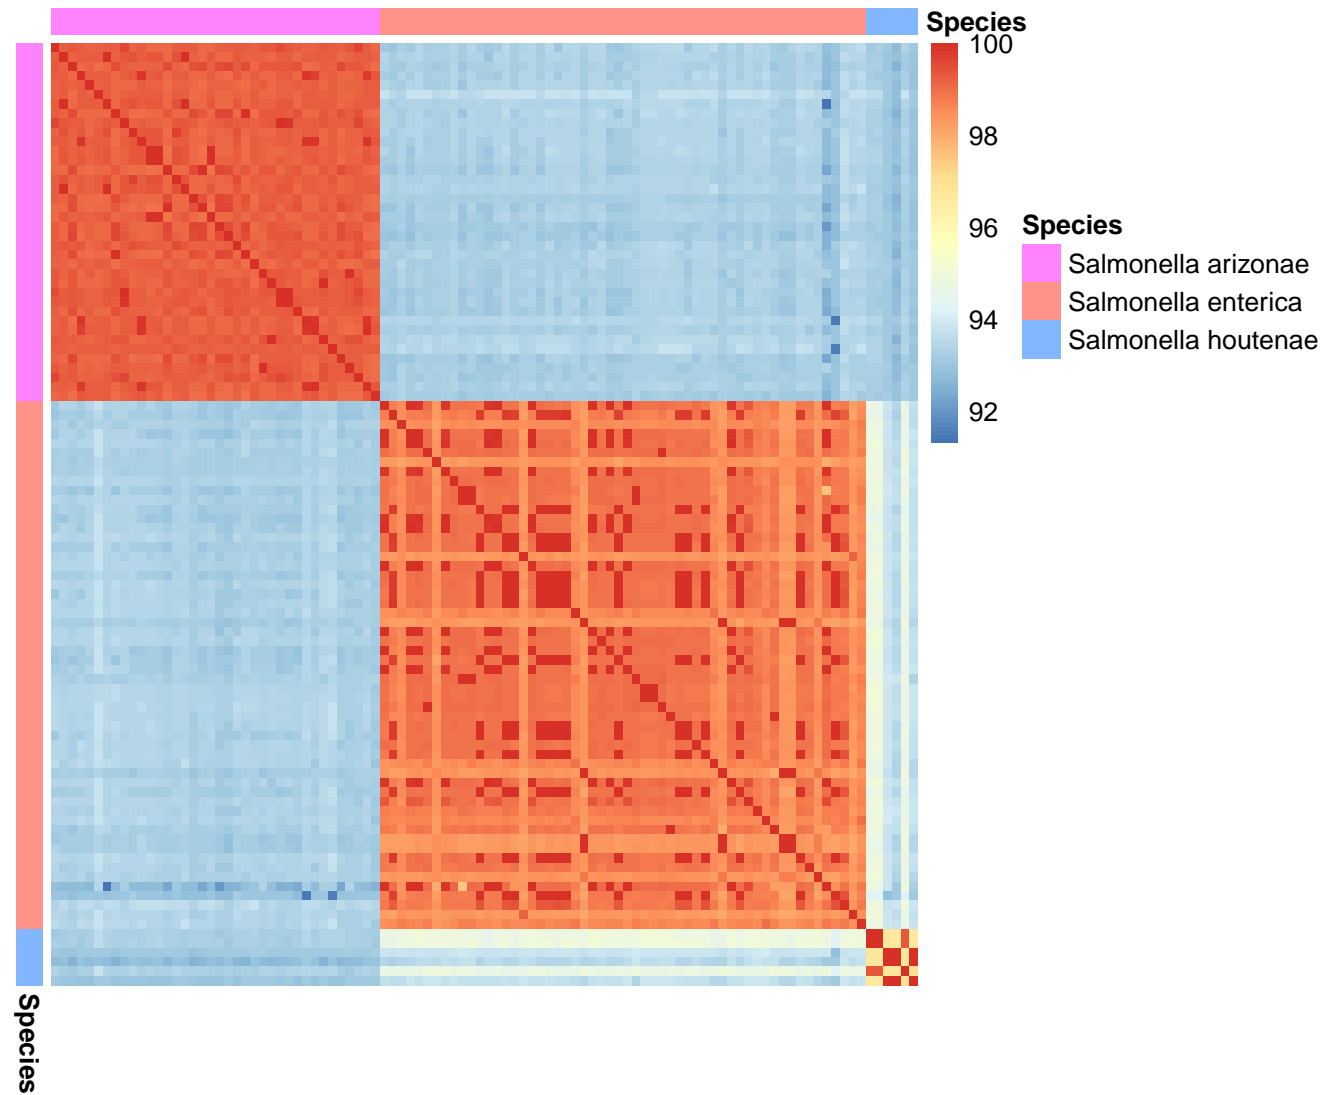 Species
100
98
96
94
92
Species
Salmonella arizonae
Salmonella enterica
Salmonella houtenae
Species